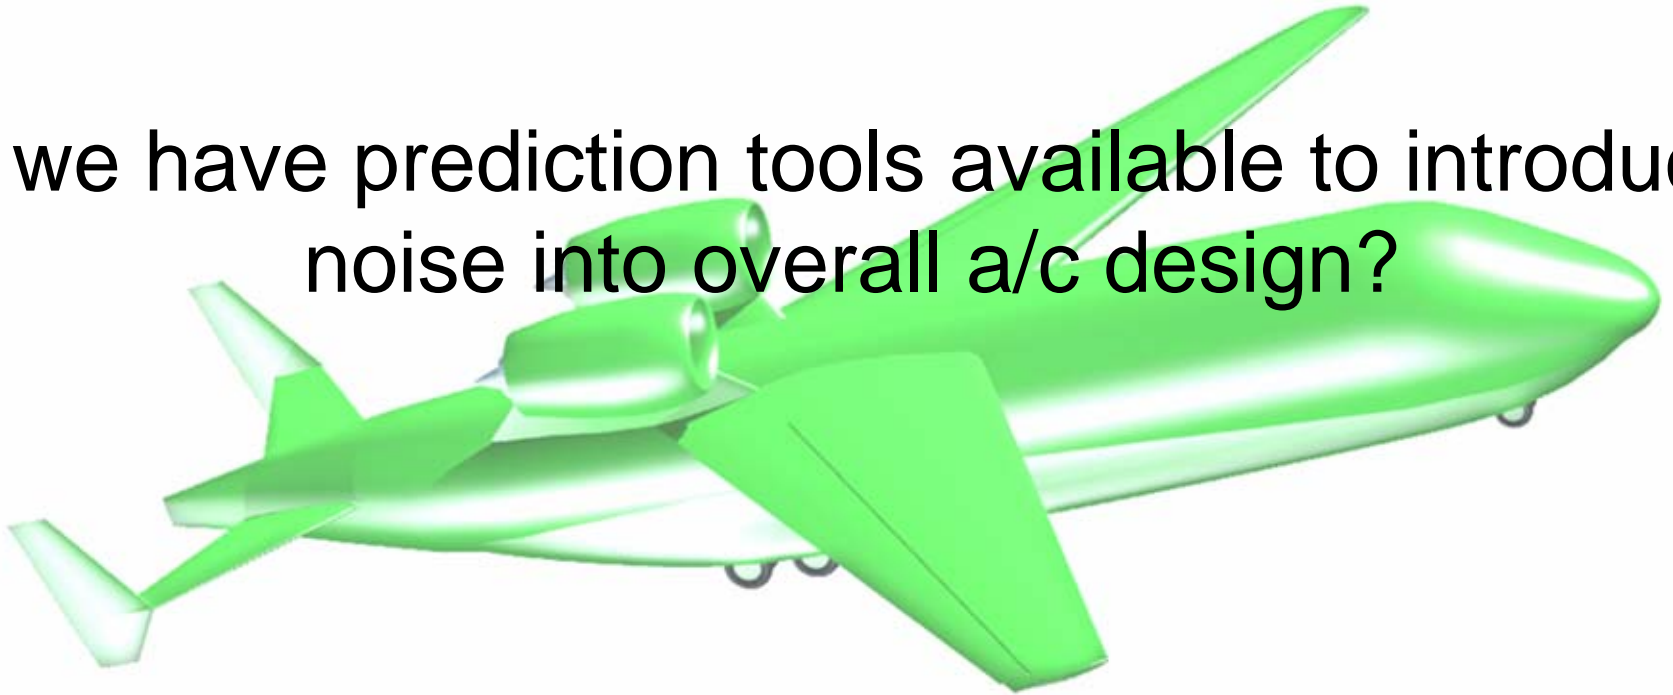 we have prediction tools available to introdu
noise into overall a/c design?